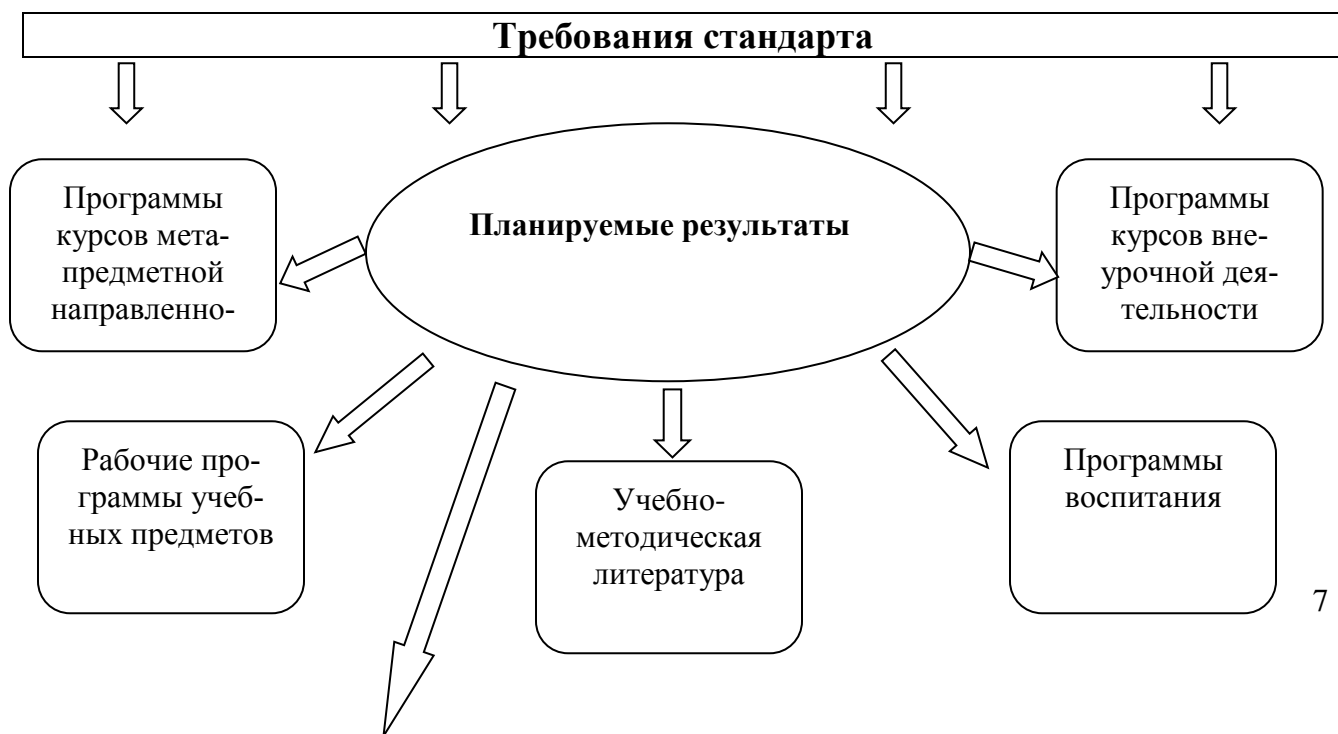 Требования стандарта
Программы
курсов мета-
предметной
направленно-
Планируемые результаты
Программы
курсов вне-
урочной дея-
тельности
Рабочие про-
граммы учеб-
ных предметов
Учебно-
методическая
литература
Программы
воспитания
7